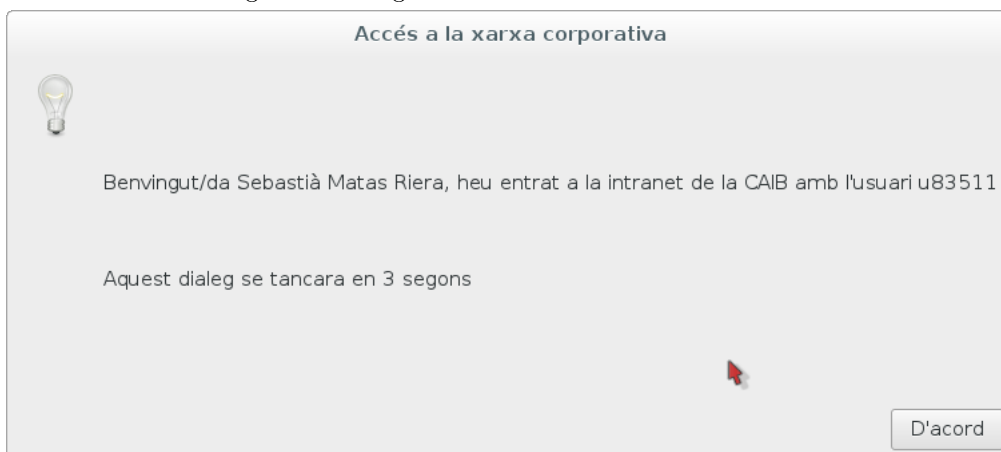 Accés a la xarxa corporativa
Benvingut/da Sebastià Matas Riera, heu entrat a la intranet de la CAIB amb l'usuari u83511
Aquest dialeg se tancara en 3 segons
D'acord